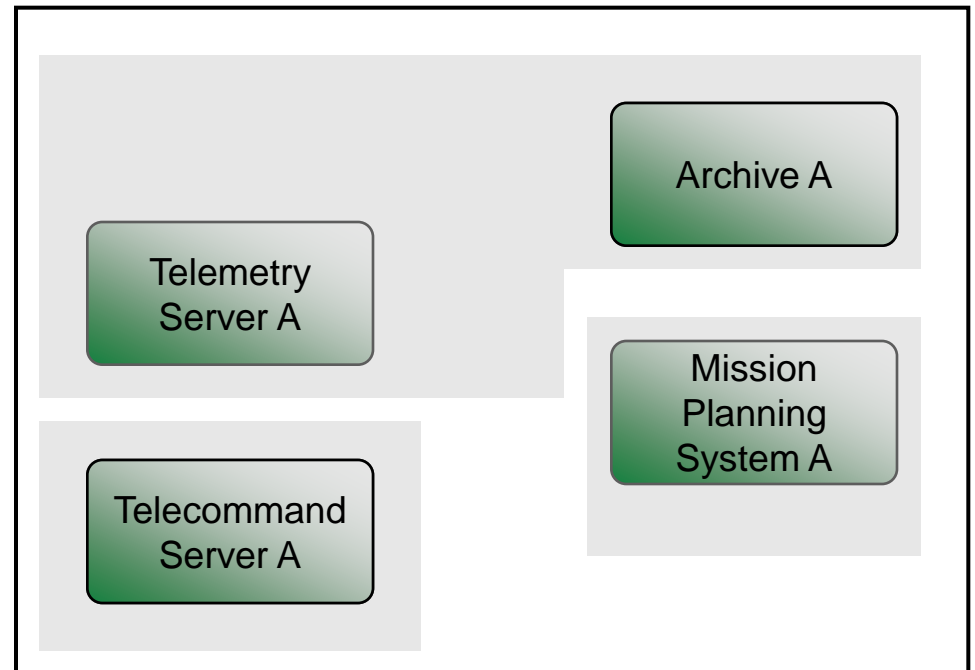 Archive A
Telemetry
Server A
Mission
Planning
System A
Telecommand
Server A